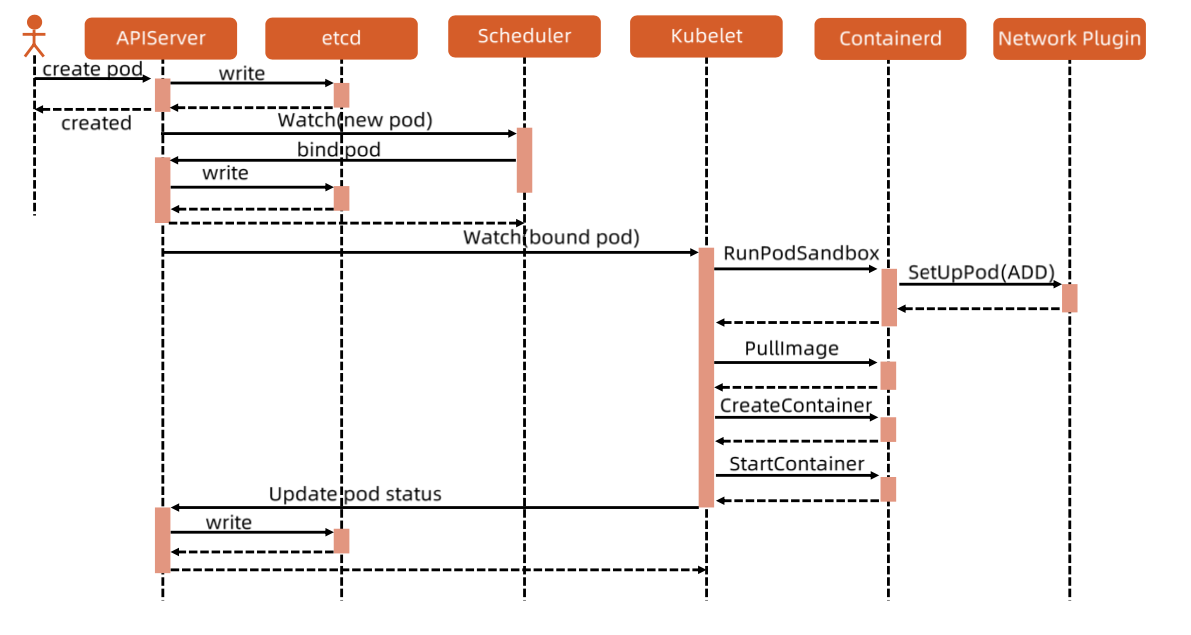 APIServer
etcd
Scheduler
Kubelet
Containerd
Network Plugin
create pod
write
created
Watch(new pod)
bind pod
write
Watch(bound pod)
RunPodSandbox
SetUpPod(ADD)
PullImage
CreateContainer
StartContainer
Update pod status
write